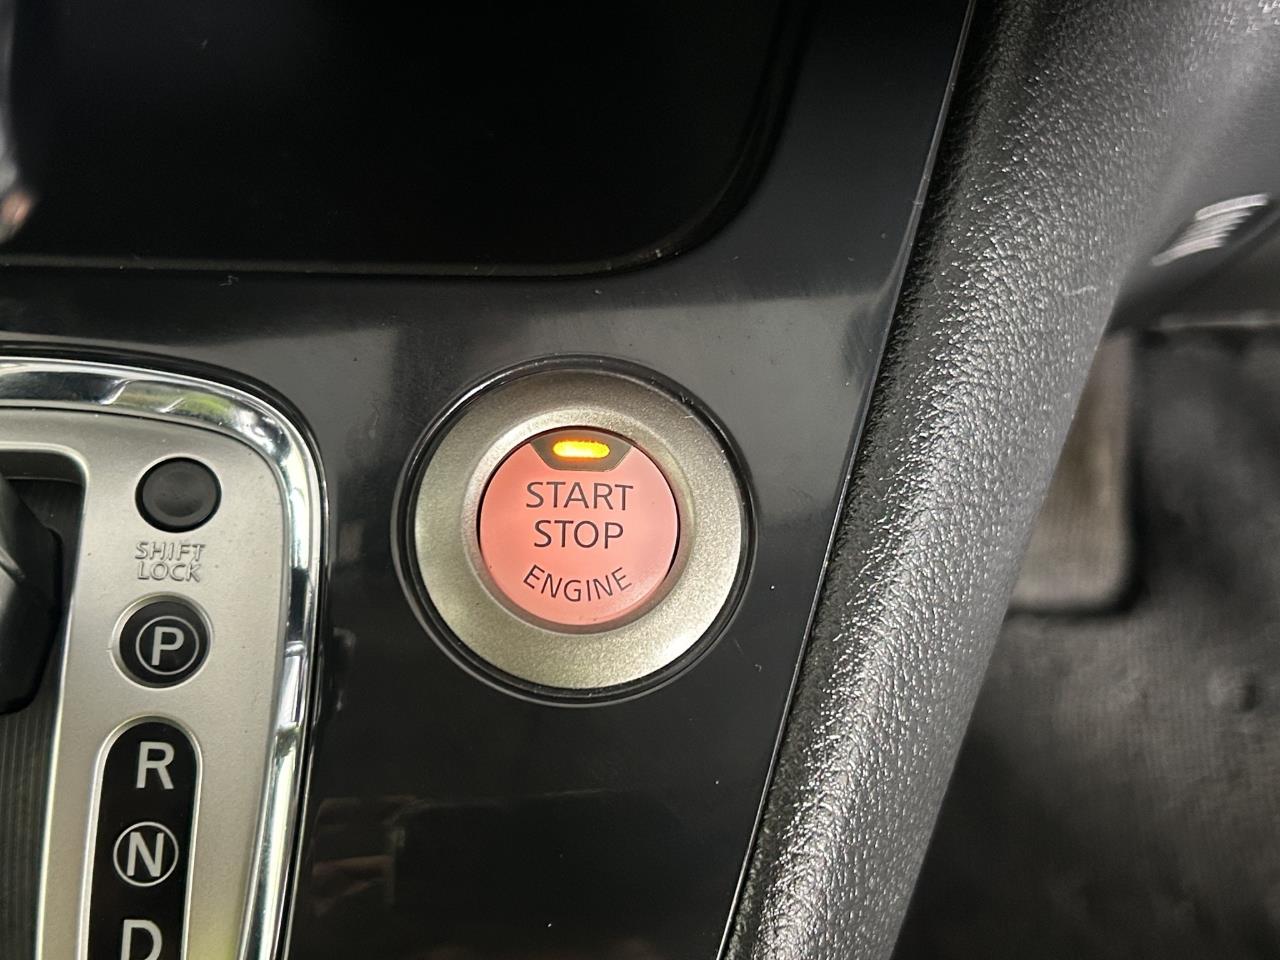 START
STOP
ENGINE
SHIFT
LOCK
P
R
N
D